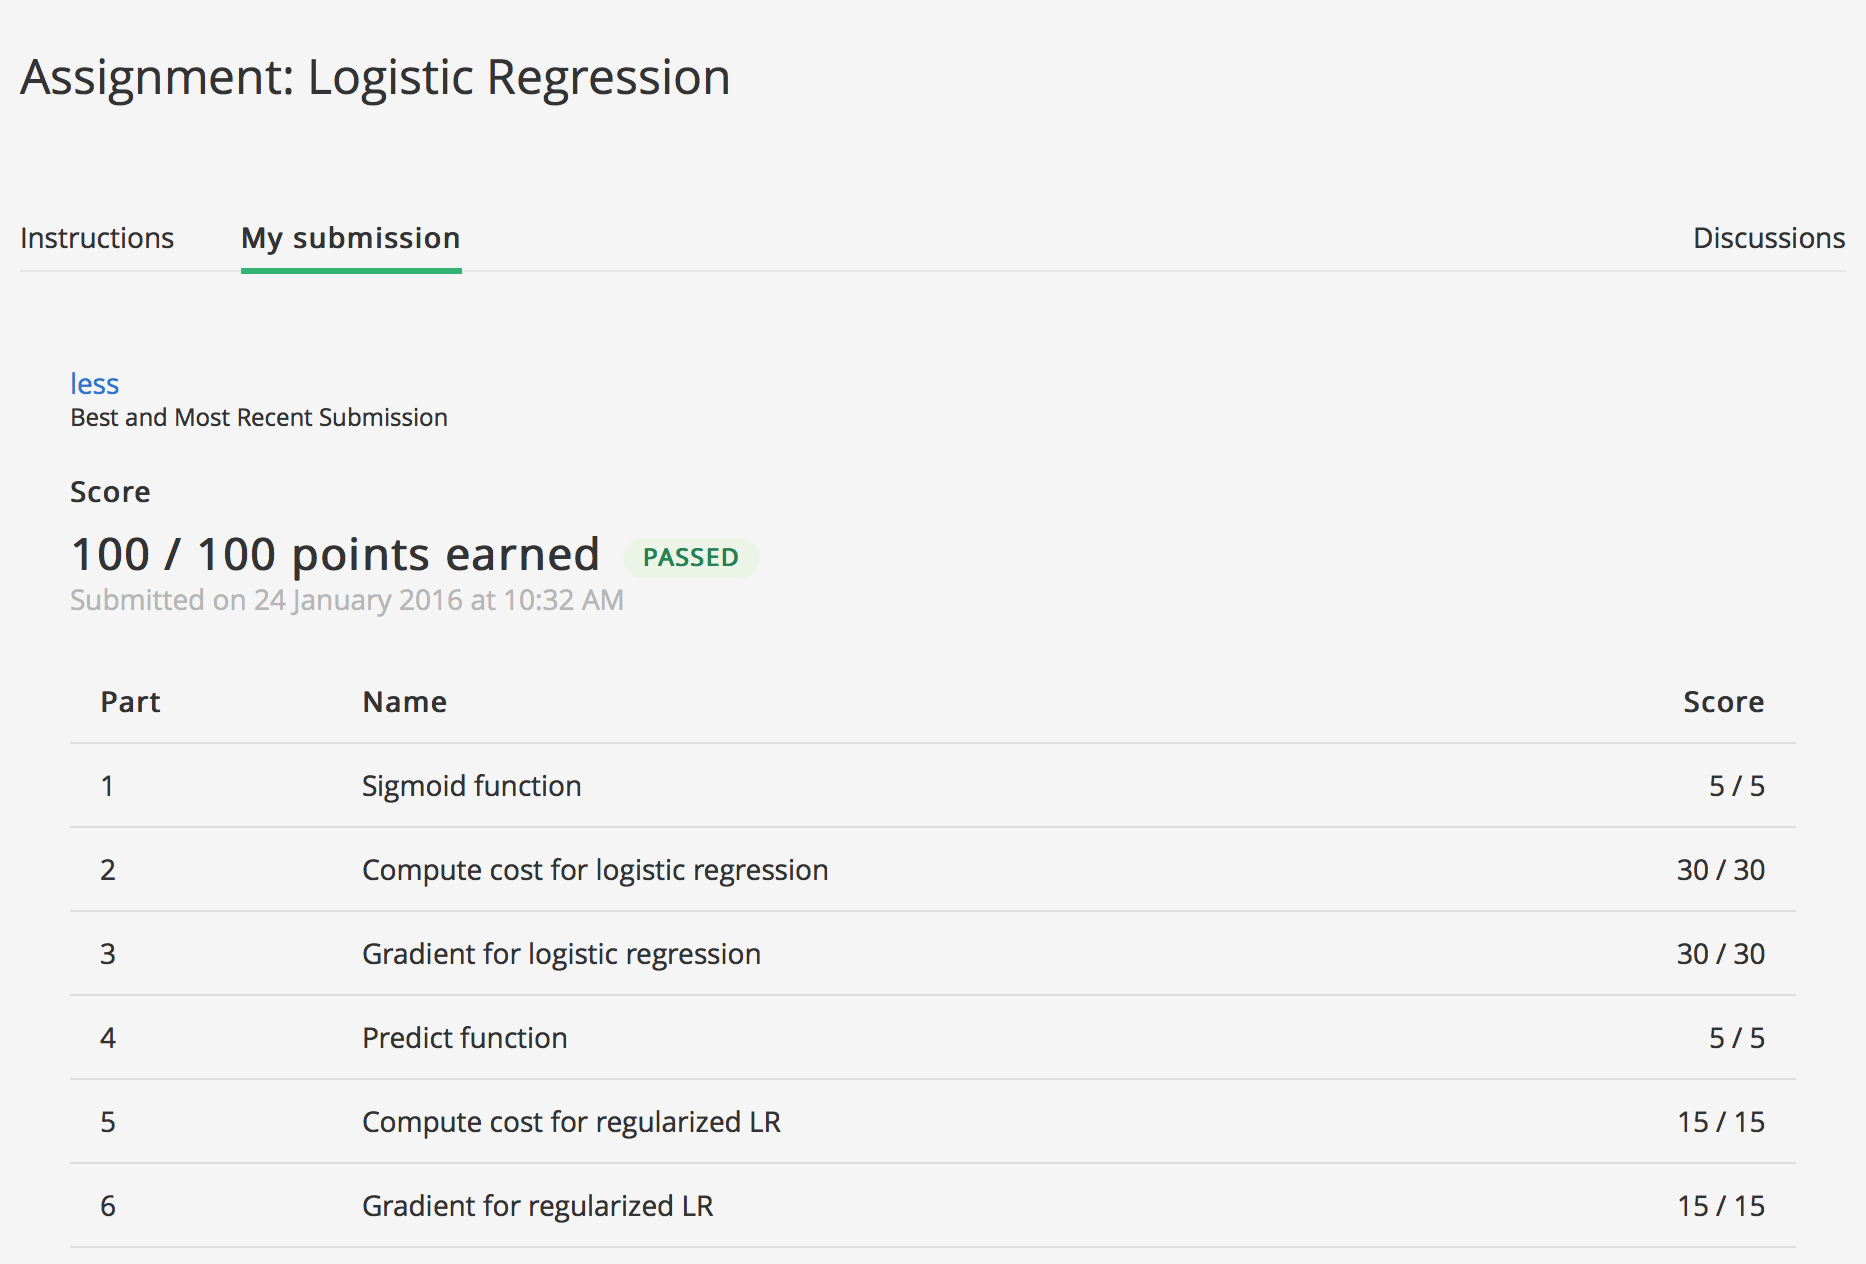 Assignment: Logistic Regression
Instructions My submission Discussions
less
Best and Most Recent Submission
Score
100 / 100 points earned PASSED
Submitted on 24 January 2016 at 10:32 AM
Part Name Score
1 Sigmoid function 5 / 5
2 Compute cost for logistic regression 30 / 30
3 Gradient for logistic regression 30 / 30
4 Predict function 5 / 5
5 Compute cost for regularized LR 15 / 15
6 Gradient for regularized LR 15 / 15